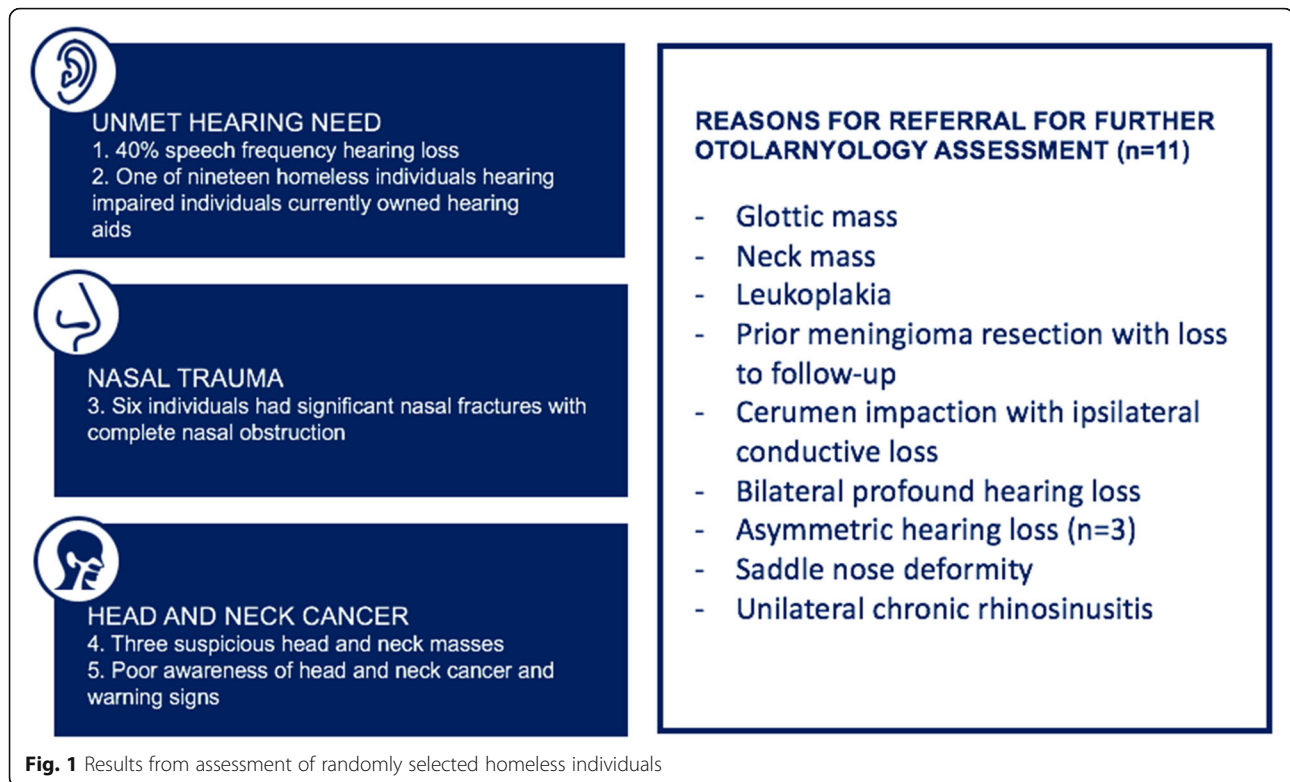 UNMET HEARING NEED
1. 40% speech frequency hearing loss
2. One of nineteen homeless individuals hearing
impaired individuals currently owned hearing
aids
NASAL TRAUMA
3. Six individuals had significant nasal fractures with
complete nasal obstruction
HEAD AND NECK CANCER
4. Three suspicious head and neck masses
5. Poor awareness of head and neck cancer and
warning signs
REASONS FOR REFERRAL FOR FURTHER
OTOLARNYOLOGY ASSESSMENT (n=11)
- Glottic mass
- Neck mass
- Leukoplakia
- Prior meningioma resection with loss
to follow-up
- Cerumen impaction with ipsilateral
conductive loss
- Bilateral profound hearing loss
- Asymmetric hearing loss (n=3)
- Saddle nose deformity
- Unilateral chronic rhinosinusitis
Fig. 1 Results from assessment of randomly selected homeless individuals